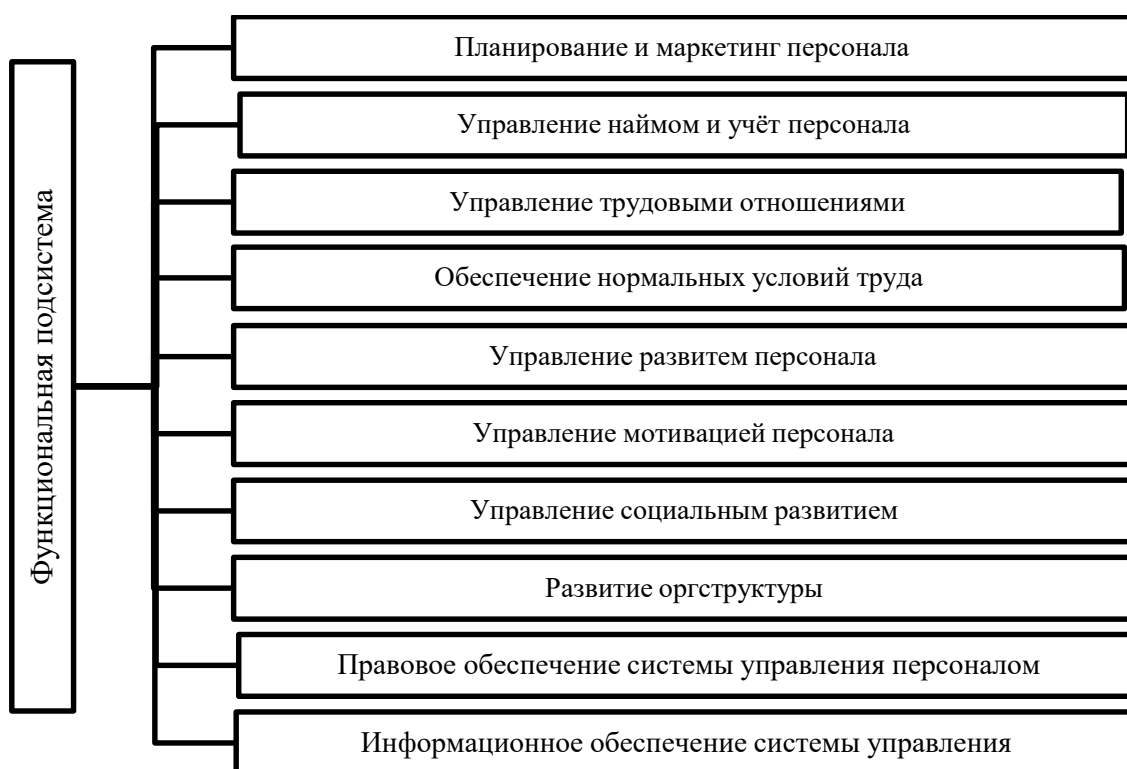 Функциональная подсистема
Планирование и маркетинг персонала
Управление наймом и учёт персонала
Управление трудовыми отношениями
Обеспечение нормальных условий труда
Управление развитем персонала
Управление мотивацией персонала
Управление социальным развитием
Развитие оргструктуры
Правовое обеспечение системы управления персоналом
Информационное обеспечение системы управления